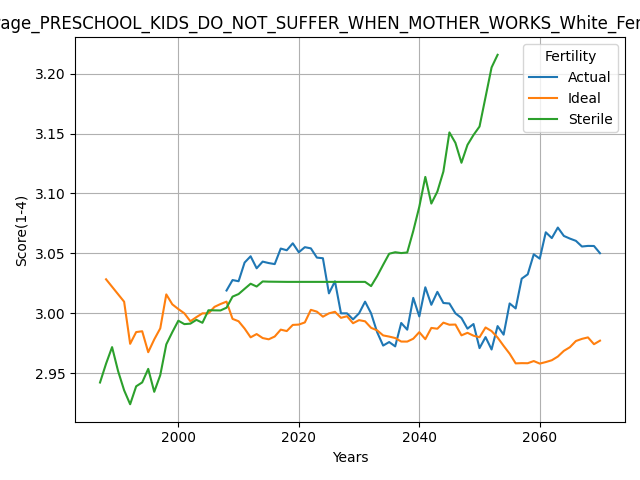 rage_PRESCHOOL_KIDS_DO_NOT_SUFFER_WHEN_MOTHER_WORKS_White_Fer
Fertility
Actual
Ideal
Sterile
Score(1-4)
3.20
3.15
3.10
3.05
3.00
2.95
2000 2020 2040 2060
Years